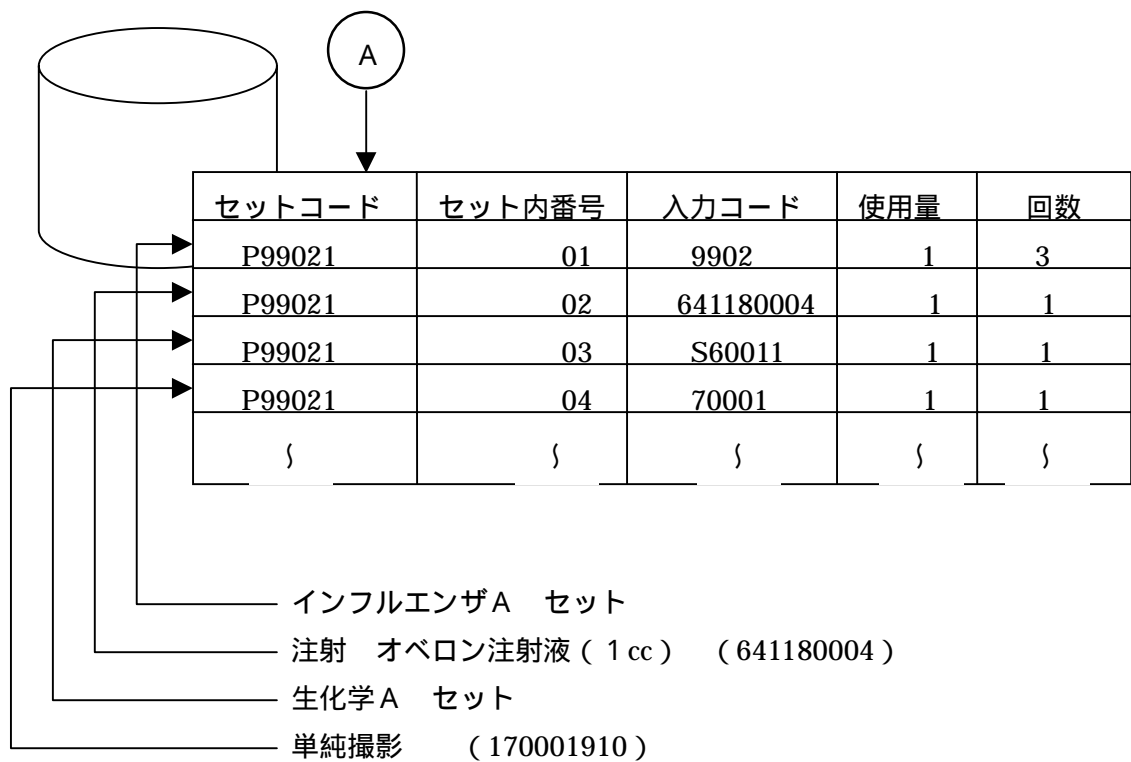 A
セットコード セット内番号 入力コード 使用量 回数
P99021 01 9902 1 3
P99021 02 641180004 1 1
P99021 03 S60011 1 1
P99021 04 70001 1 1
~ ~ ~ ~ ~
インフルエンザA　セット
注射　オベロン注射液(1cc)　(641180004)
生化学A　セット
単純撮影　　(170001910)